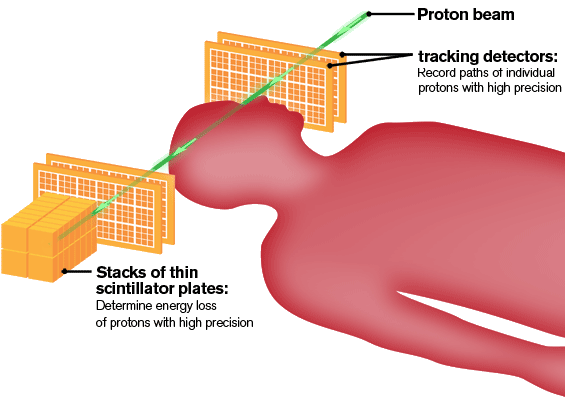 Proton beam
tracking detectors:
Record paths of individual
protons with high precision
Stacks of thin
scintillator plates:
Determine energy loss
of protons with high precision